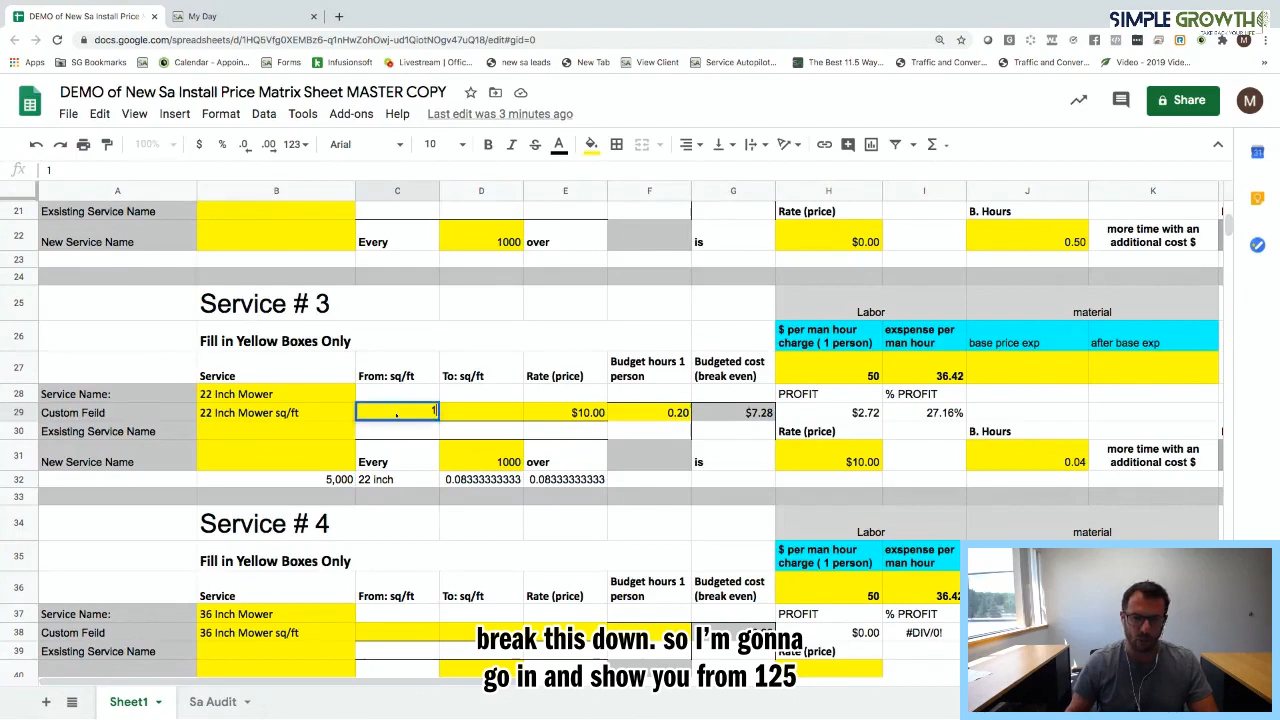 DEMO of New Sa Install Price M
My Day
SIMPLE GROWTH
TAKE BACK YOUR LIFE
docs.google.com/spreadsheets/d/1HQ5Vfg0XEMBz6-q1nHwZohOwj-ud1QiotNOgv47uQ18/edit#gid=0
Apps SG Bookmarks Calendar - Appoin... Forms Infusionsoft Livestream | Offic... new sa leads New Tab View Client Service Autopilot... The Best 11.5 Way... Traffic and Conver... Traffic and Conver... Video - 2019 Vide...
DEMO of New Sa Install Price Matrix Sheet MASTER COPY
File Edit View Insert Format Data Tools Add-ons Help Last edit was 3 minutes ago
Share
M
100% $ % .0 .00 123 Arial 10 B I S A
fx 1
A B C D E F G H I J K
21 Exsisting Service Name Rate (price) B. Hours
22 New Service Name Every 1000 over is $0.00 0.50 more time with an additional cost $
23
24
25 Service # 3 Labor material
26 Fill in Yellow Boxes Only $ per man hour charge ( 1 person) exspense per man hour base price exp after base exp
27 Service From: sq/ft To: sq/ft Rate (price) Budget hours 1 person Budgeted cost (break even) 50 36.42
28 Service Name: 22 Inch Mower PROFIT % PROFIT
29 Custom Feild 22 Inch Mower sq/ft 1 $10.00 0.20 $7.28 $2.72 27.16%
30 Exsisting Service Name Rate (price) B. Hours
31 New Service Name Every 1000 over is $10.00 0.04 more time with an additional cost $
32 5,000 22 inch 0.08333333333 0.08333333333
33
34 Service # 4 Labor material
35 Fill in Yellow Boxes Only $ per man hour charge ( 1 person) exspense per man hour
36 Service From: sq/ft To: sq/ft Rate (price) Budget hours 1 person Budgeted cost (break even) 50 36.42
37 Service Name: 36 Inch Mower PROFIT % PROFIT
38 Custom Feild 36 Inch Mower sq/ft $0.00 #DIV/0!
39 Exsisting Service Name Rate (price)
40
break this down. so I'm gonna
go in and show you from 125
Sheet1 Sa Audit